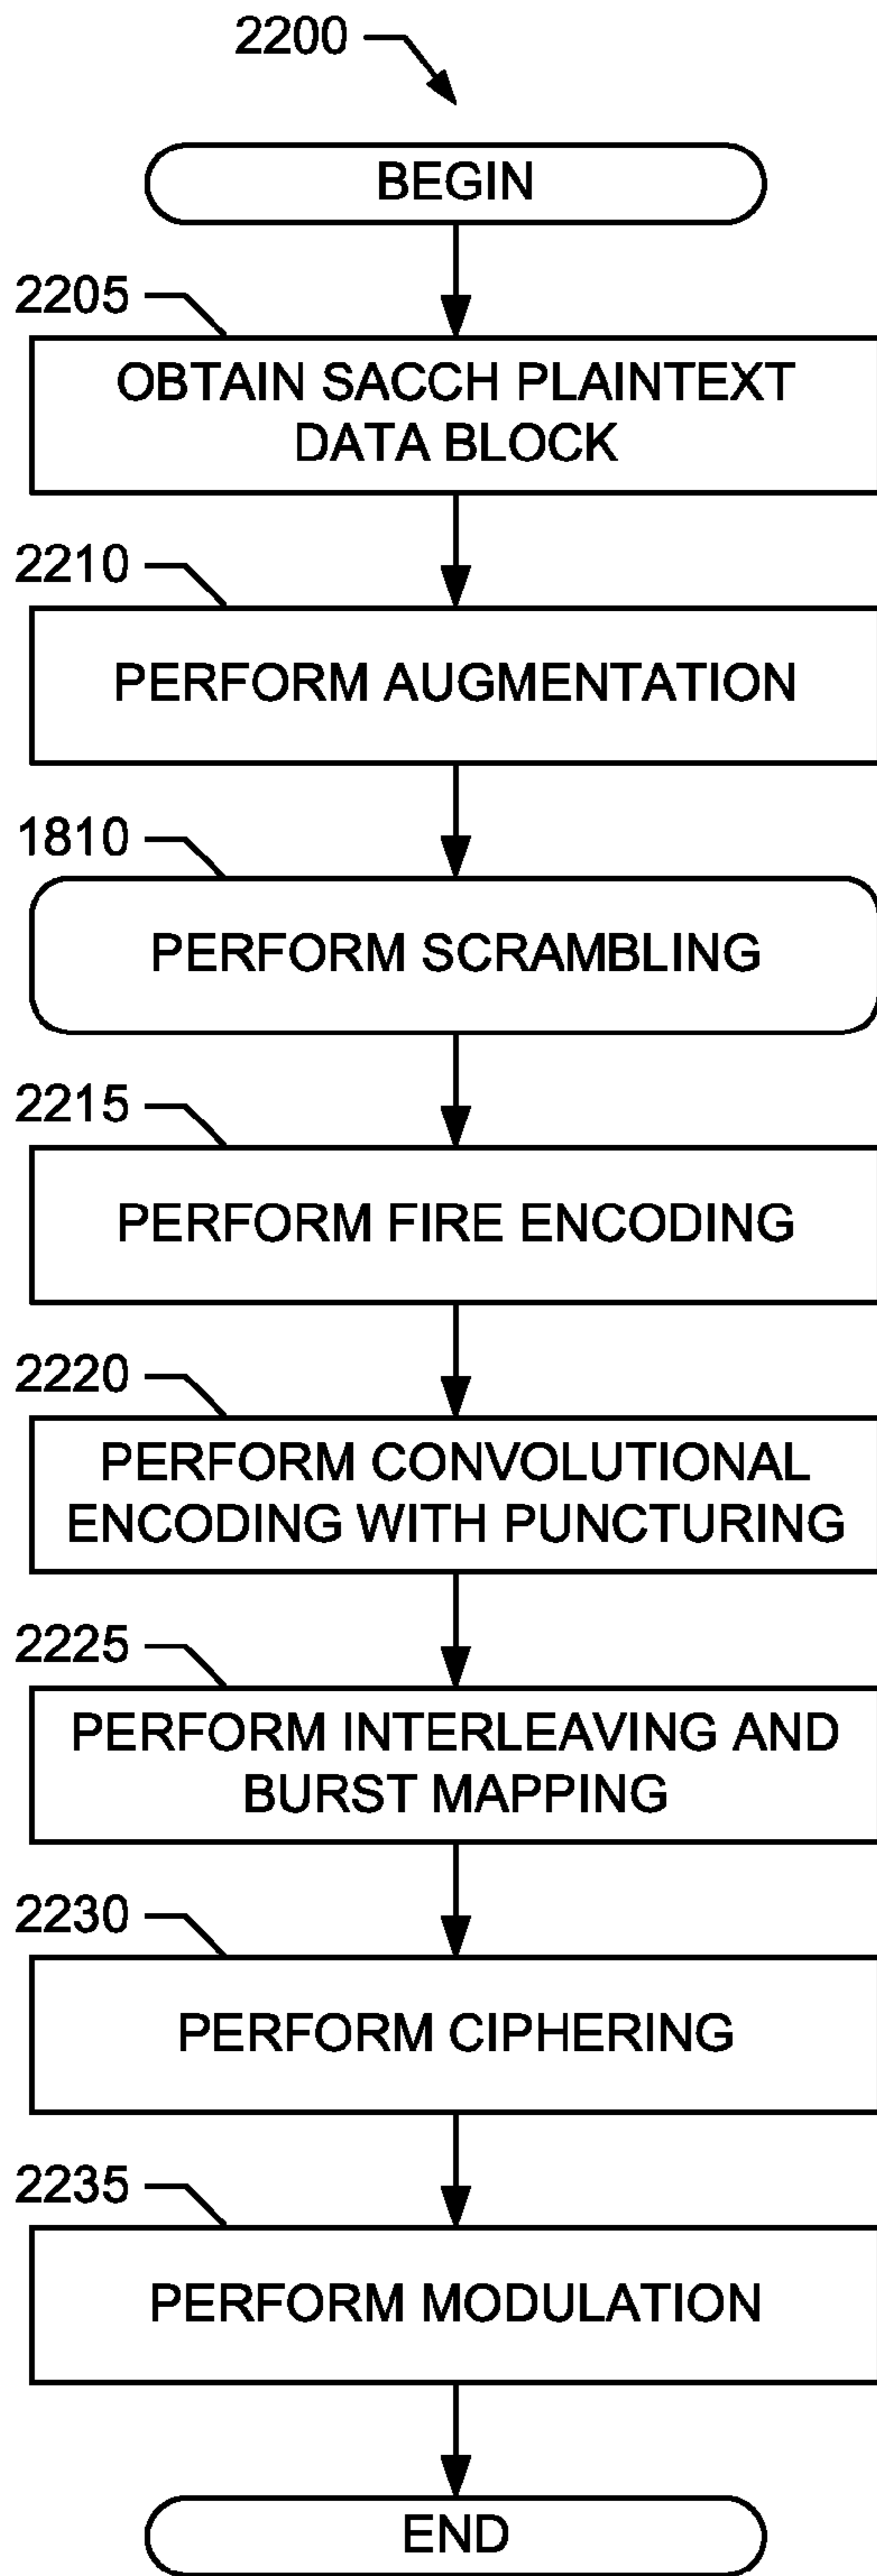 2200
BEGIN
2205
OBTAIN SACCH PLAINTEXT
DATA BLOCK
2210
PERFORM AUGMENTATION
1810
PERFORM SCRAMBLING
2215
PERFORM FIRE ENCODING
2220
PERFORM CONVOLUTIONAL
ENCODING WITH PUNCTURING
2225
PERFORM INTERLEAVING AND
BURST MAPPING
2230
PERFORM CIPHERING
2235
PERFORM MODULATION
END